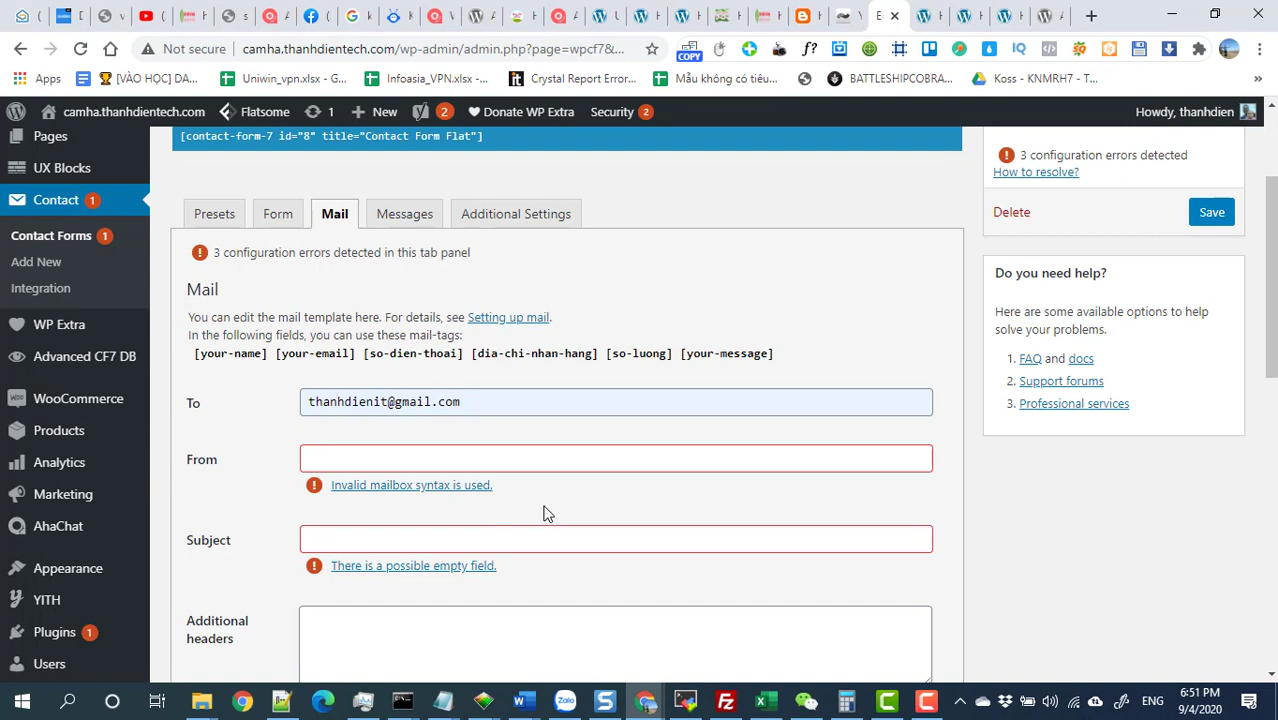 Not secure
camha.thanhdientech.com/wp-admin/admin.php?page=wpcf7&...
COPY
Apps
[VÀO HỌC] DA...
Uniwin_vpn.xlsx - G...
Infoasia_VPN.xlsx -...
Crystal Report Error...
Mẫu không có tiêu...
BATTLESHIPCOBRA...
Koss - KNMRH7 - T...
camha.thanhdientech.com
Flatsome
1
New
2
Donate WP Extra
Security 2
Howdy, thanhdien
Pages
UX Blocks
Contact 1
Contact Forms 1
Add New
Integration
WP Extra
Advanced CF7 DB
WooCommerce
Products
Analytics
Marketing
AhaChat
Appearance
YITH
Plugins 1
Users
[contact-form-7 id="8" title="Contact Form Flat"]
Presets
Form
Mail
Messages
Additional Settings
3 configuration errors detected in this tab panel
Mail
You can edit the mail template here. For details, see Setting up mail.
In the following fields, you can use these mail-tags:
[your-name] [your-email] [so-dien-thoai] [dia-chi-nhan-hang] [so-luong] [your-message]
To
thanhdienit@gmail.com
From
Invalid mailbox syntax is used.
Subject
There is a possible empty field.
Additional
headers
3 configuration errors detected
How to resolve?
Delete
Save
Do you need help?
Here are some available options to help
solve your problems.
1. FAQ and docs
2. Support forums
3. Professional services
ENG
6:51 PM
9/4/2020